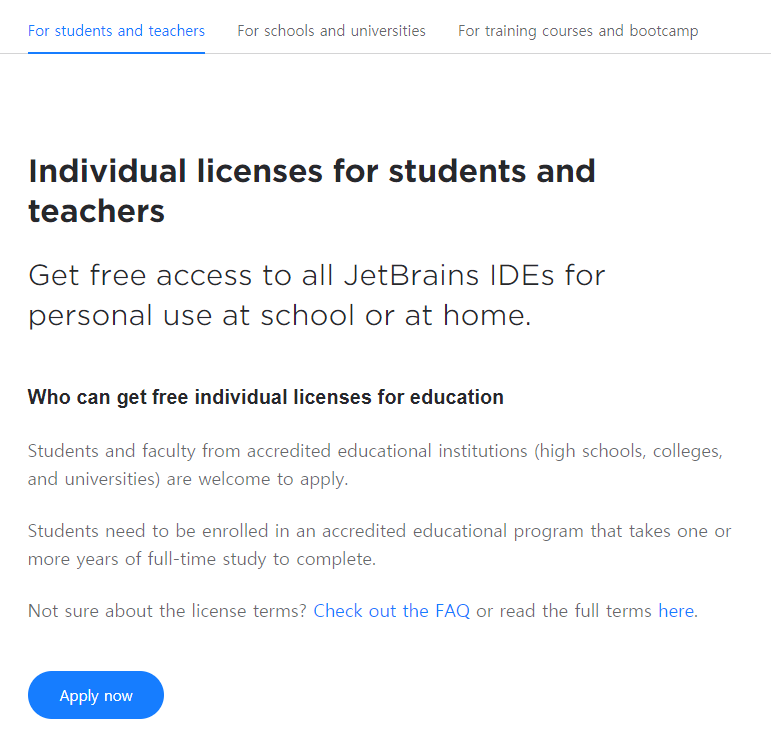 For students and teachers For schools and universities For training courses and bootcamp
Individual licenses for students and
teachers
Get free access to all JetBrains IDEs for
personal use at school or at home.
Who can get free individual licenses for education
Students and faculty from accredited educational institutions (high schools, colleges,
and universities) are welcome to apply.
Students need to be enrolled in an accredited educational program that takes one or
more years of full-time study to complete.
Not sure about the license terms? Check out the FAQ or read the full terms here.
Apply now